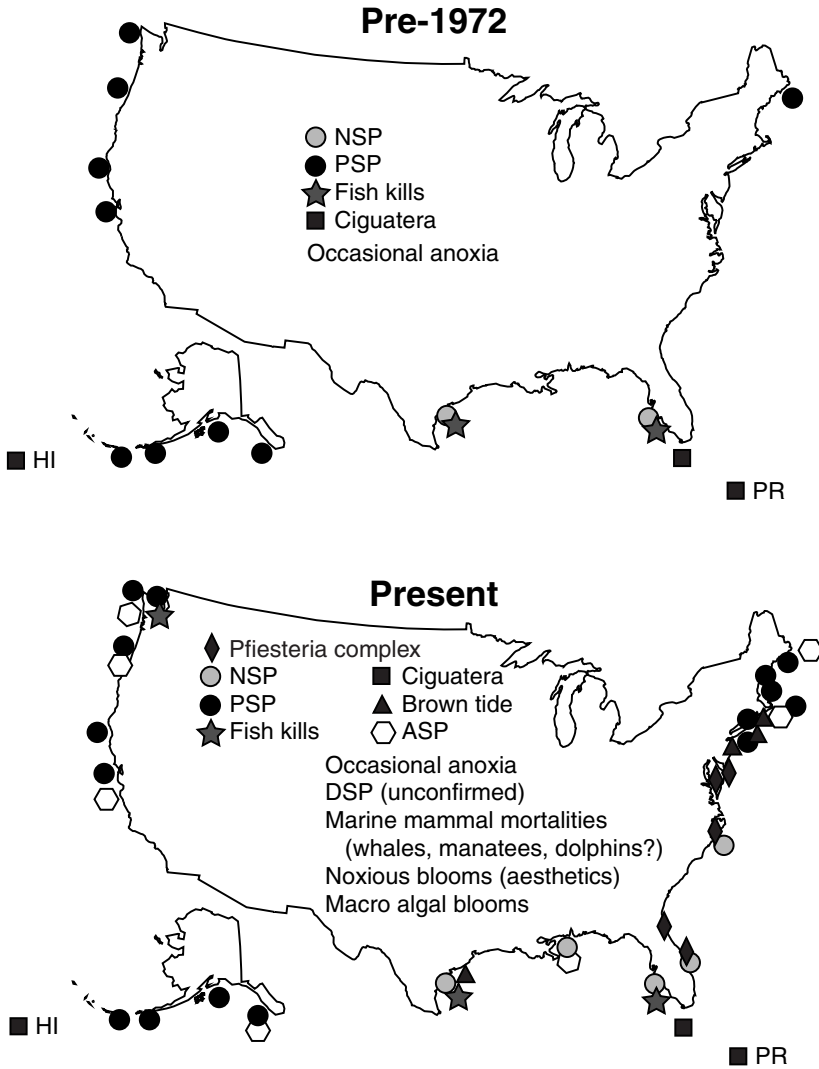 Pre-1972
NSP
PSP
Fish kills
Ciguatera
Occasional anoxia
HI
PR
Present
Pfiesteria complex
NSP
Ciguatera
PSP
Brown tide
Fish kills
ASP
Occasional anoxia
DSP (unconfirmed)
Marine mammal mortalities
(whales, manatees, dolphins?)
Noxious blooms (aesthetics)
Macro algal blooms
HI
PR